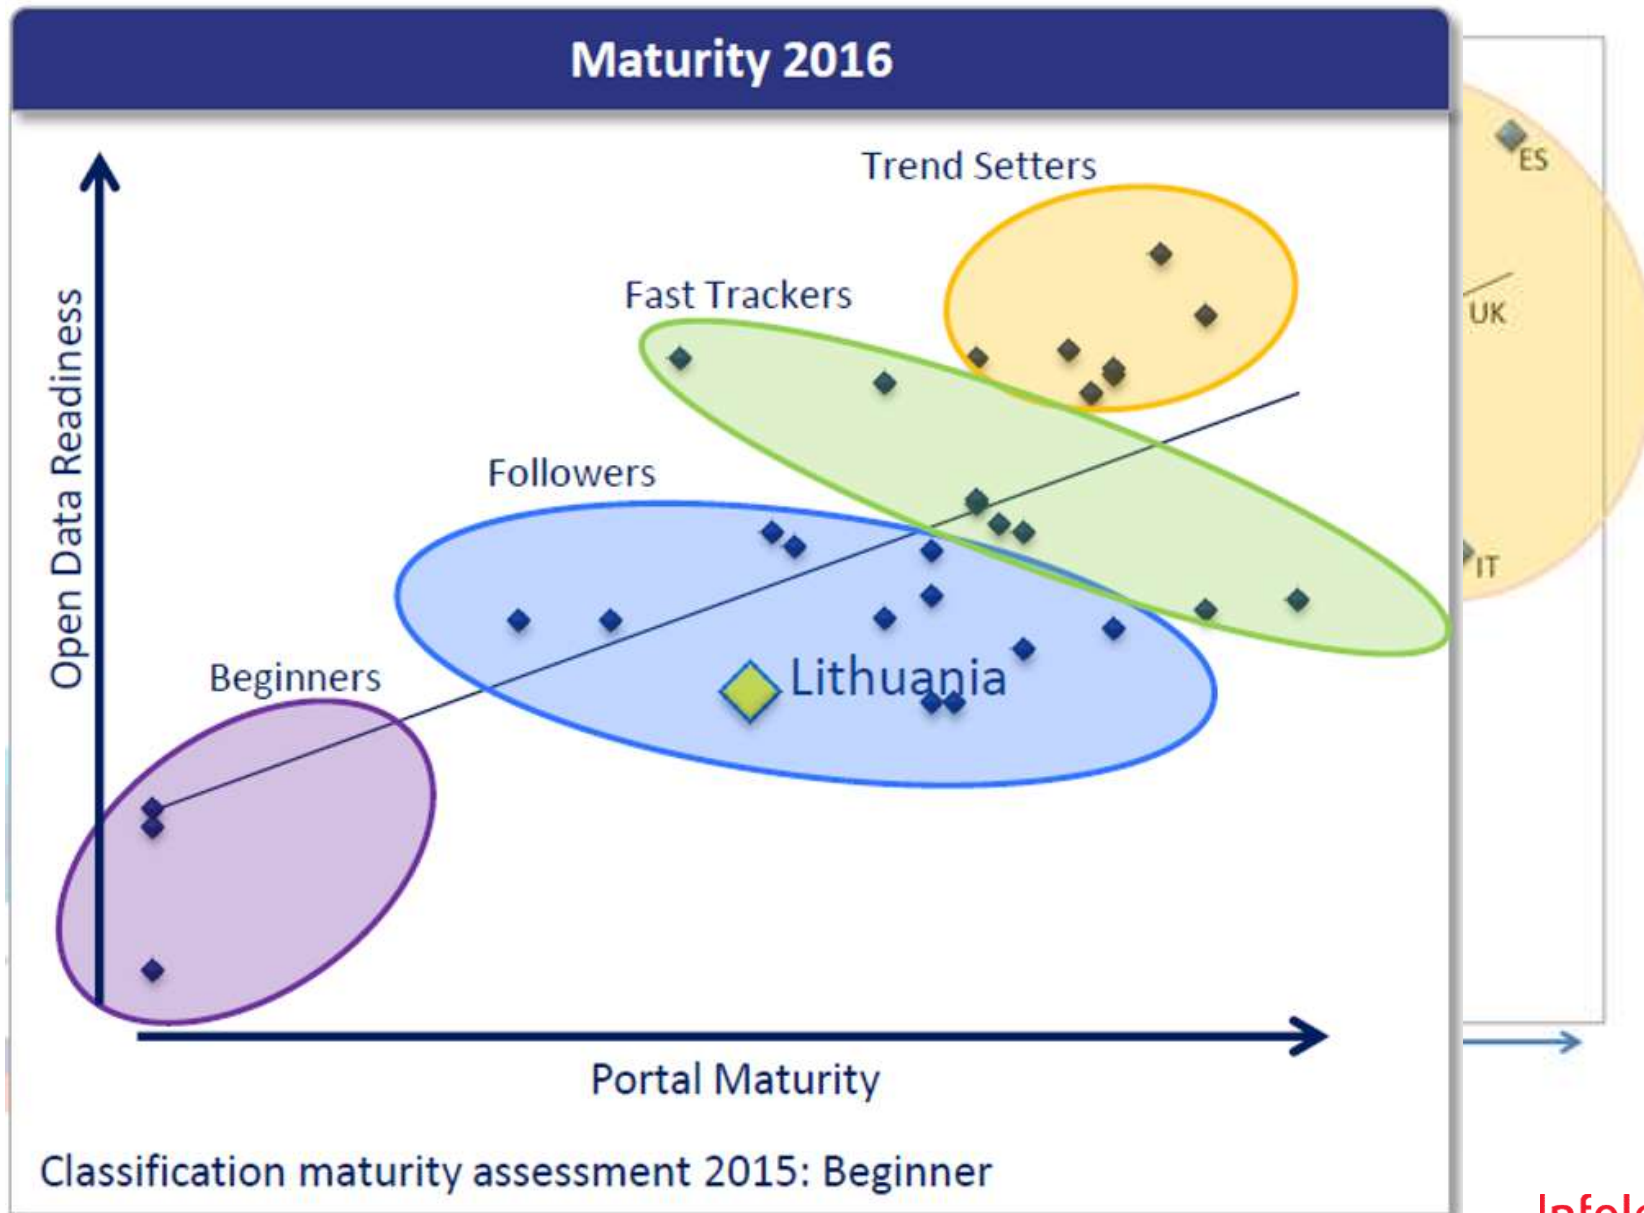 Maturity 2016
Trend Setters
ES
Fast Trackers
UK
Open Data Readiness
Followers
IT
Beginners
Lithuania
Portal Maturity
Classification maturity assessment 2015: Beginner